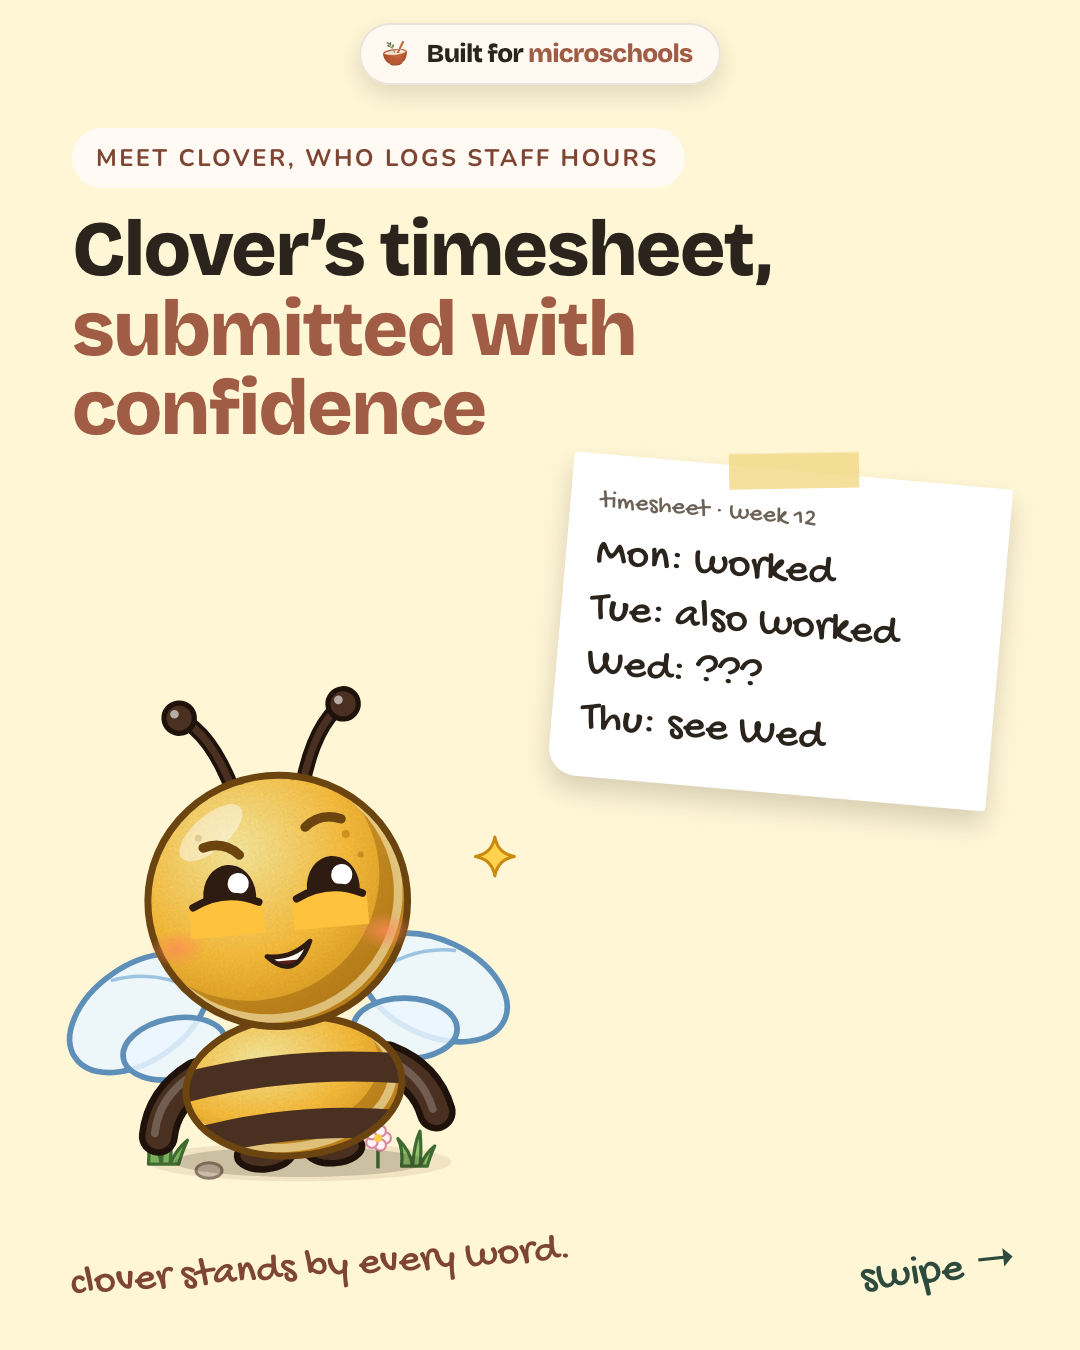 Built for microschools
MEET CLOVER, WHO LOGS STAFF HOURS
Clover’s timesheet,
submitted with
confidence
timesheet · week 12
Mon: worked
Tue: also worked
Wed: ???
Thu: see Wed
clover stands by every word.
swipe →